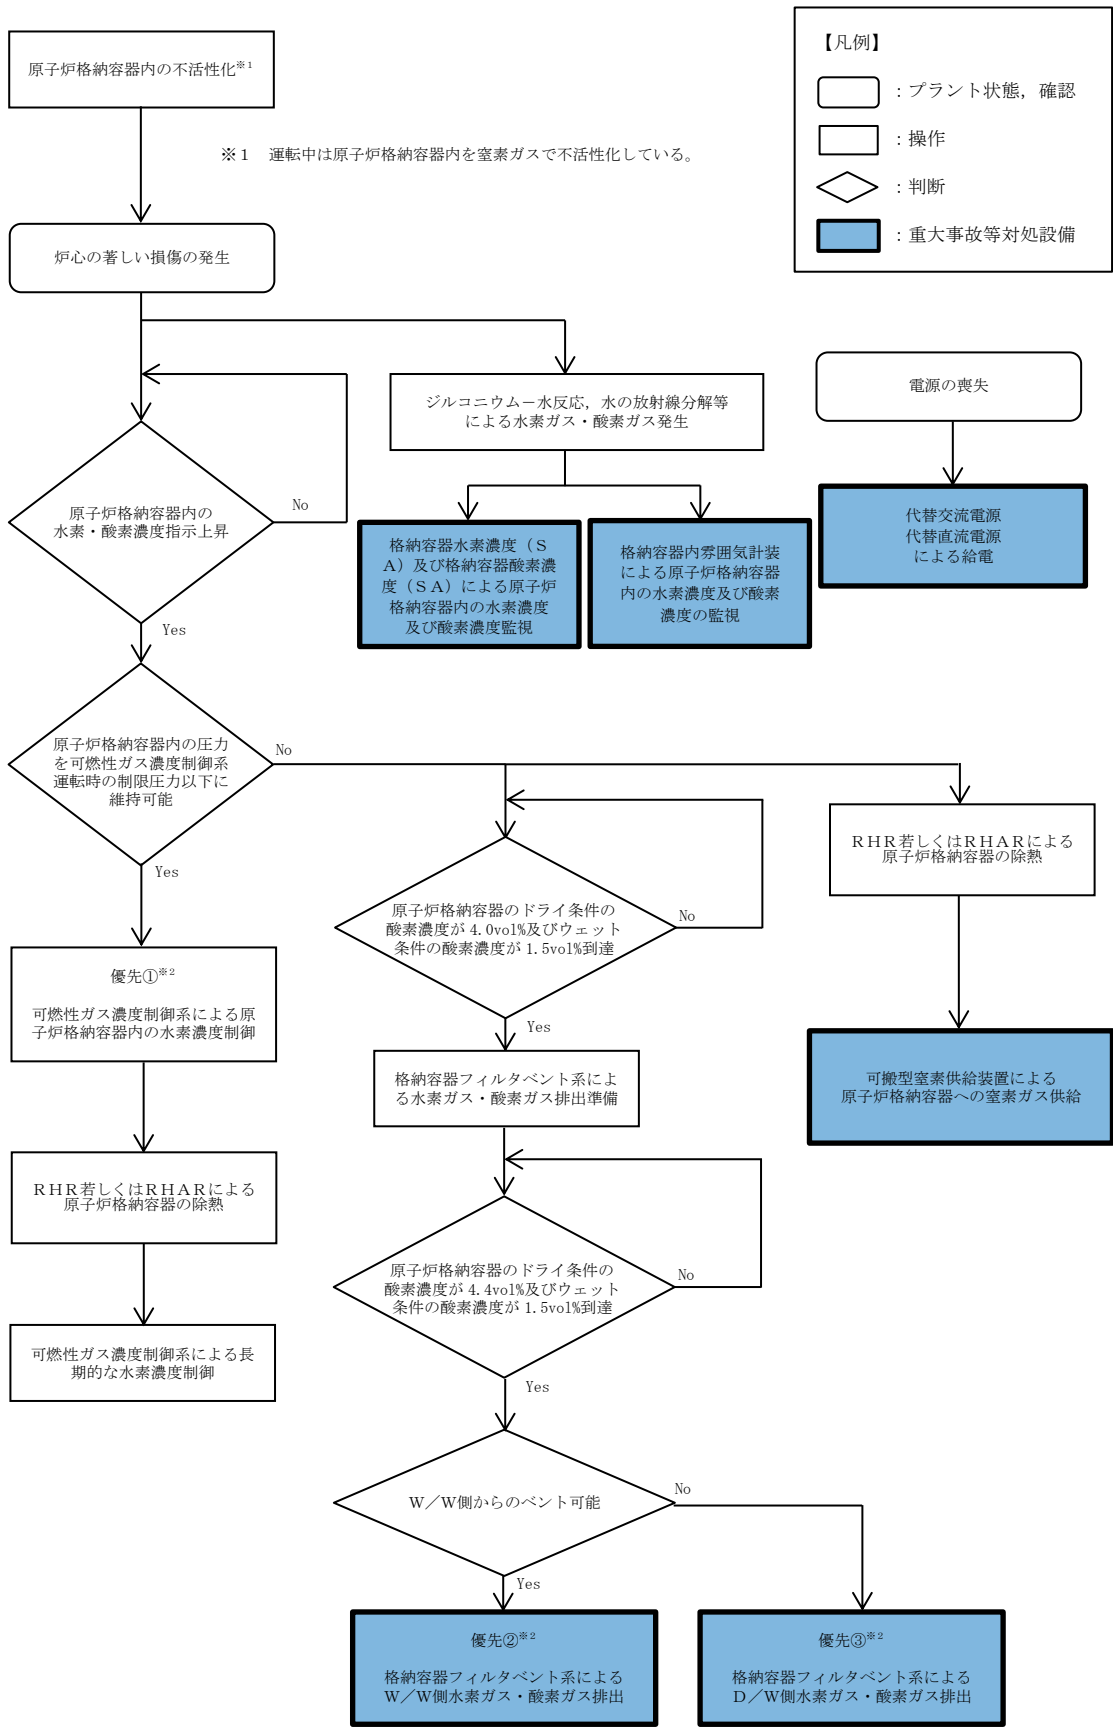 原子炉格納容器内の不活性化※1
※1　運転中は原子炉格納容器内を窒素ガスで不活性化している。
【凡例】
：プラント状態，確認
：操作
：判断
：重大事故等対処設備
炉心の著しい損傷の発生
ジルコニウム－水反応，水の放射線分解等
による水素ガス・酸素ガス発生
電源の喪失
原子炉格納容器内の
水素・酸素濃度指示上昇
No
Yes
格納容器水素濃度（Ｓ
Ａ）及び格納容器酸素濃
度（ＳＡ）による原子炉
格納容器内の水素濃度
及び酸素濃度監視
格納容器内雰囲気計装
による原子炉格納容器
内の水素濃度及び酸素
濃度の監視
代替交流電源
代替直流電源
による給電
原子炉格納容器内の圧力
を可燃性ガス濃度制御系
運転時の制限圧力以下に
維持可能
No
Yes
原子炉格納容器のドライ条件の
酸素濃度が 4.0vol%及びウェット
条件の酸素濃度が 1.5vol%到達
No
Yes
ＲＨＲ若しくはＲＨＡＲによる
原子炉格納容器の除熱
優先①※2
可燃性ガス濃度制御系による原
子炉格納容器内の水素濃度制御
格納容器フィルタベント系によ
る水素ガス・酸素ガス排出準備
可搬型窒素供給装置による
原子炉格納容器への窒素ガス供給
ＲＨＲ若しくはＲＨＡＲによる
原子炉格納容器の除熱
原子炉格納容器のドライ条件の
酸素濃度が 4.4vol%及びウェット
条件の酸素濃度が 1.5vol%到達
No
Yes
可燃性ガス濃度制御系による長
期的な水素濃度制御
Ｗ／Ｗ側からのベント可能
No
Yes
優先②※2
格納容器フィルタベント系による
Ｗ／Ｗ側水素ガス・酸素ガス排出
優先③※2
格納容器フィルタベント系による
Ｄ／Ｗ側水素ガス・酸素ガス排出